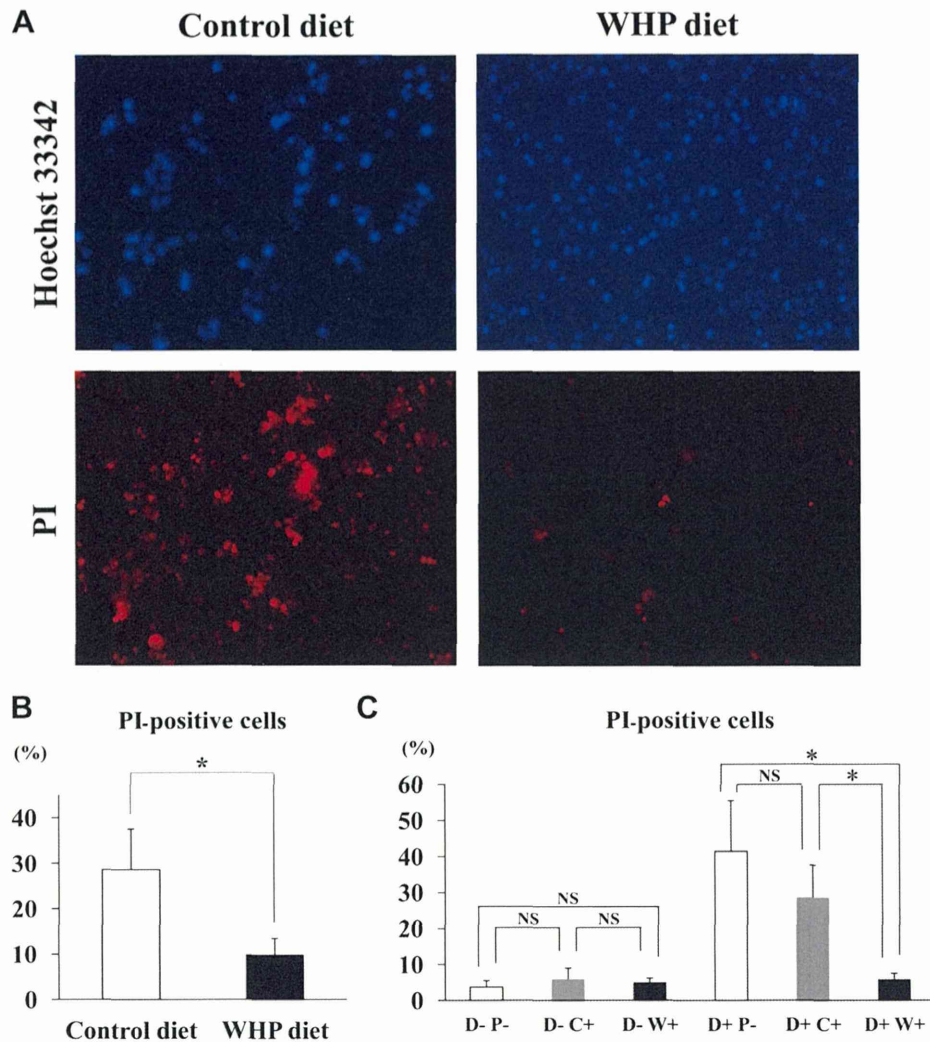 A
Control diet
WHP diet
Hoechst 33342
PI
B
PI-positive cells
(%)
*
40
30
20
10
0
Control diet WHP diet
C
PI-positive cells
(%)
60
50
40
30
20
10
0
*
NS *
NS
NS NS
D- P- D- C+ D- W+ D+ P- D+ C+ D+ W+